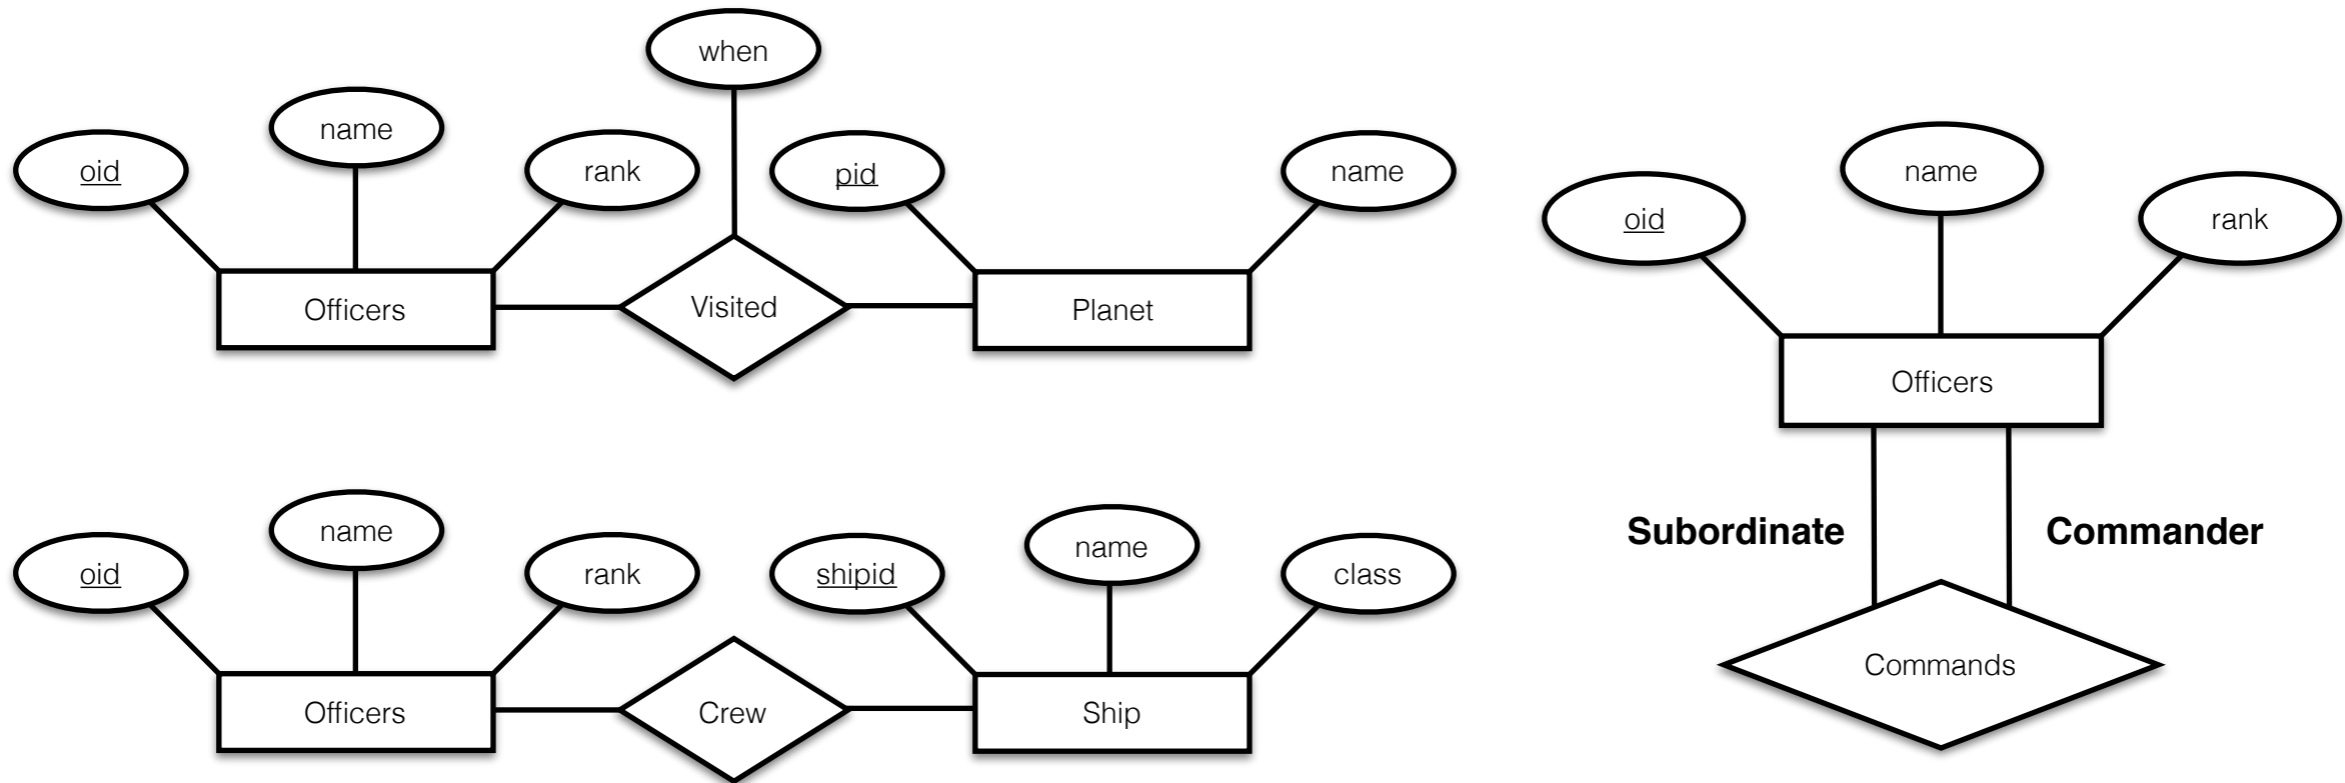 when
name
oid
rank
pid
name
Officers
Visited
Planet
name
oid
rank
shipid
name
class
Officers
Crew
Ship
name
oid
rank
Officers
Subordinate
Commander
Commands